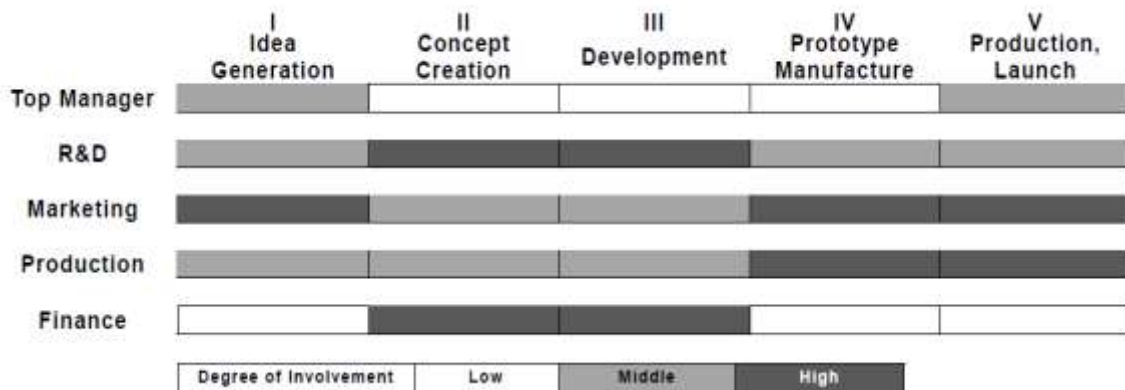 I II III IV V
Idea Concept Development Prototype Production,
Generation Creation Manufacture Launch
Top Manager
R&D
Marketing
Production
Finance
Degree of Involvement Low Middle High